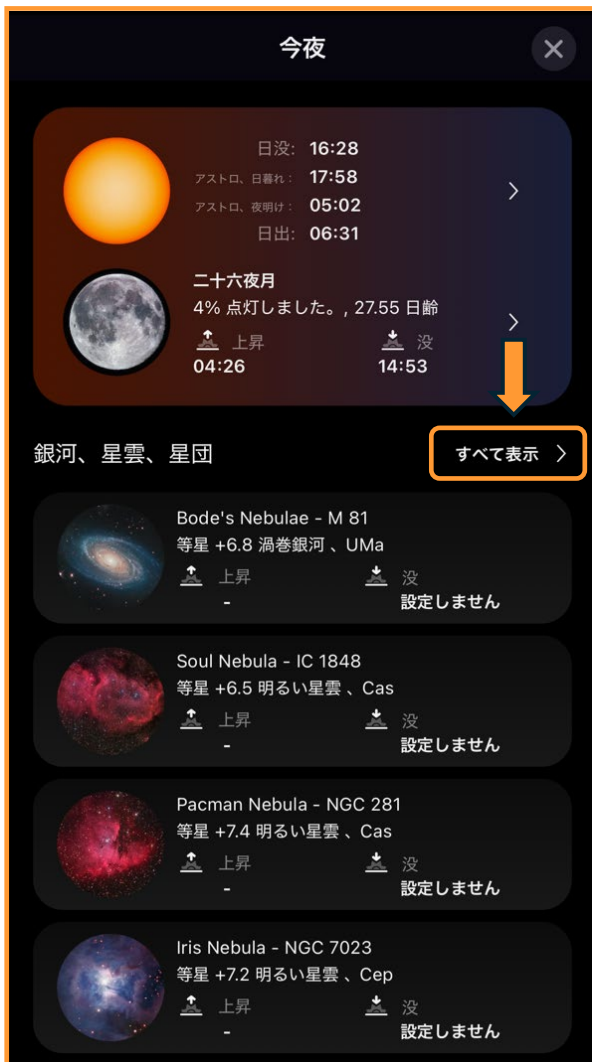 今夜
日没: 16:28
アストロ、日暮れ: 17:58
アストロ、夜明け: 05:02
日出: 06:31
二十六夜月
4% 点灯しました。, 27.55 日齢
上昇 没
04:26 14:53
銀河、星雲、星団 すべて表示
Bode's Nebulae - M 81
等星 +6.8 渦巻銀河 、UMa
上昇 没
- 設定しません
Soul Nebula - IC 1848
等星 +6.5 明るい星雲 、Cas
上昇 没
- 設定しません
Pacman Nebula - NGC 281
等星 +7.4 明るい星雲 、Cas
上昇 没
- 設定しません
Iris Nebula - NGC 7023
等星 +7.2 明るい星雲 、Cep
上昇 没
- 設定しません